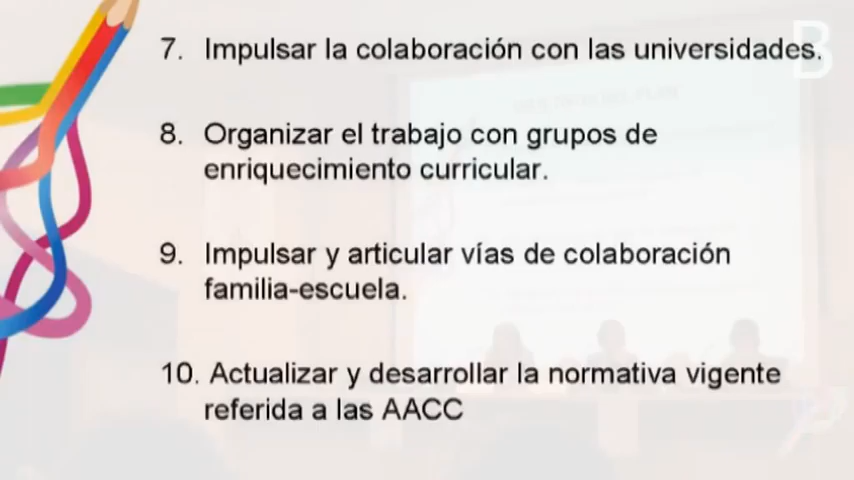 B
7. Impulsar la colaboración con las universidades.
8. Organizar el trabajo con grupos de
enriquecimiento curricular.
9. Impulsar y articular vías de colaboración
familia-escuela.
10. Actualizar y desarrollar la normativa vigente
referida a las AACC